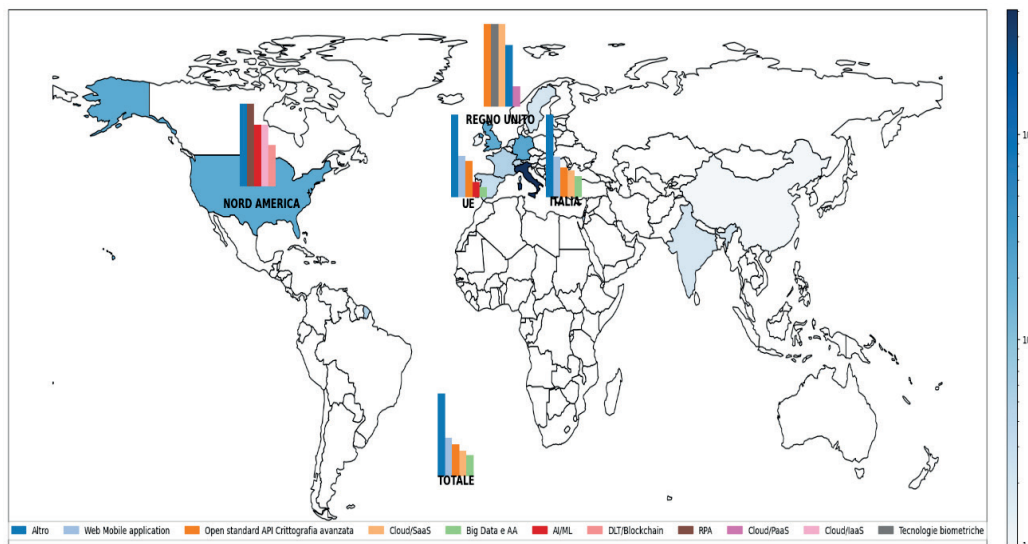 REGNO UNITO
NORD AMERICA
UE
ITALIA
TOTALE
Altro
Web Mobile application
Open standard API Crittografia avanzata
Cloud/SaaS
Big Data e AA
AI/ML
DLT/Blockchain
RPA
Cloud/PaaS
Cloud/IaaS
Tecnologie biometriche